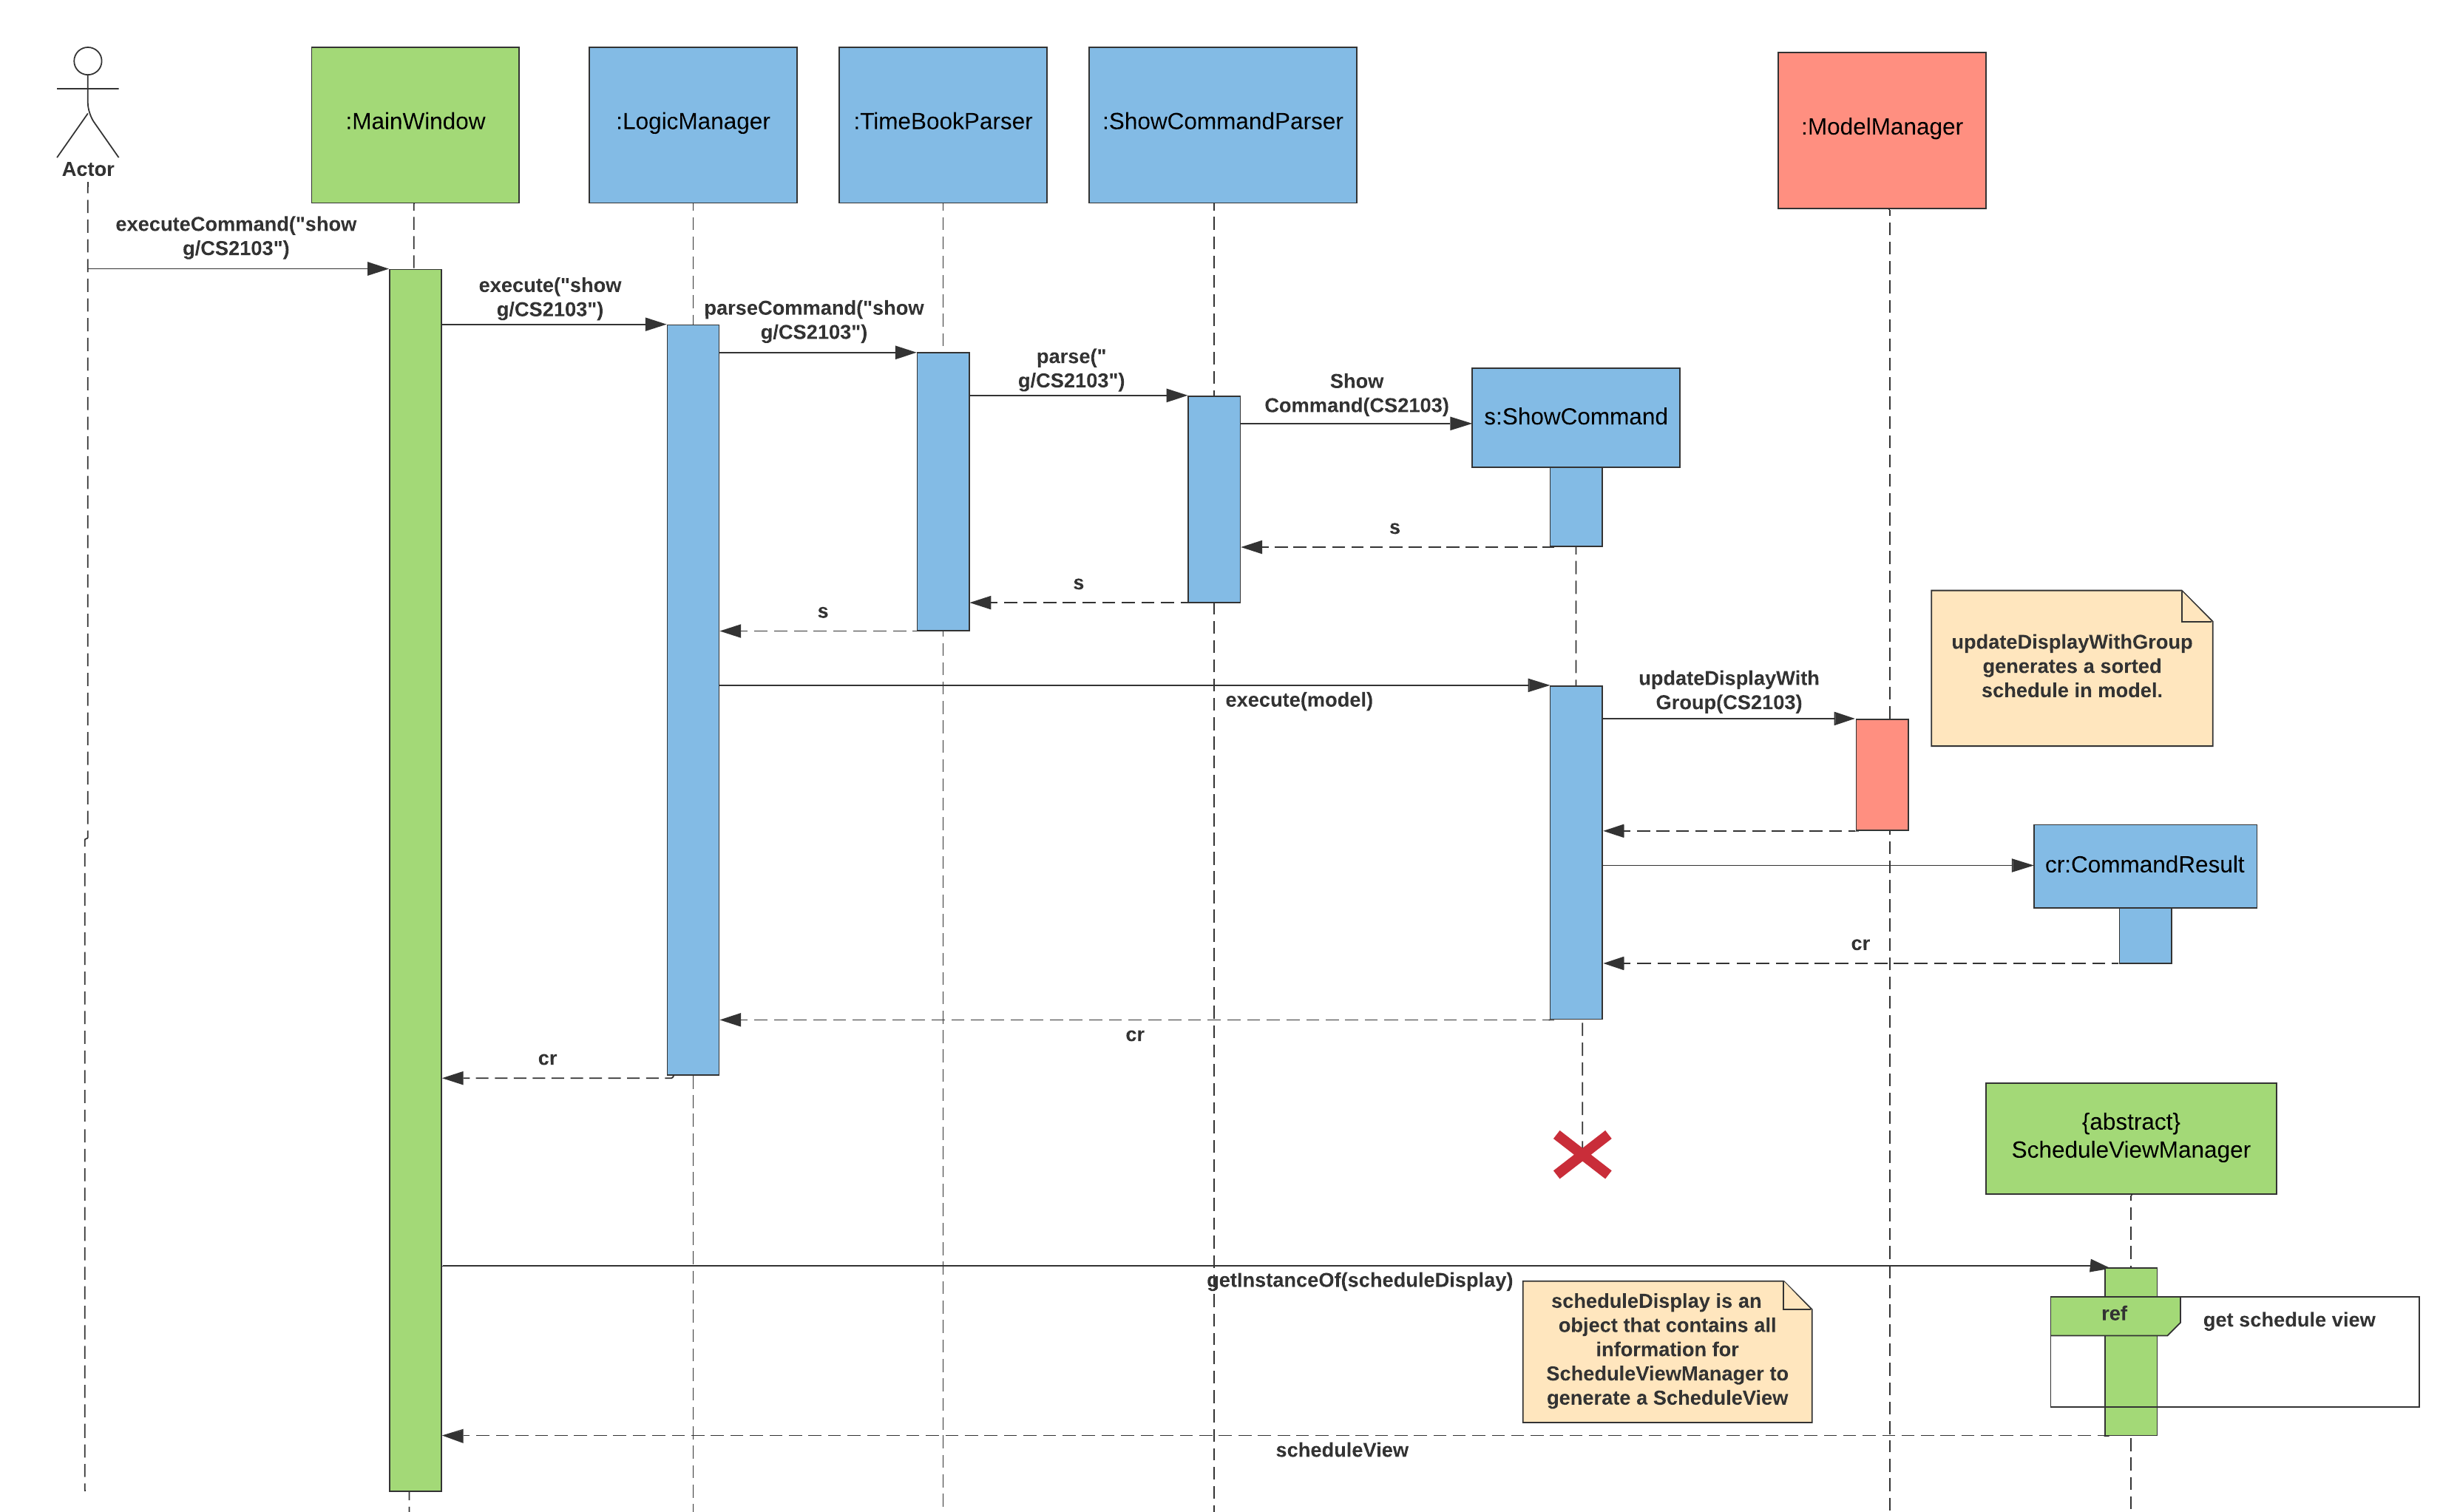 Actor
:MainWindow
:LogicManager
:TimeBookParser
:ShowCommandParser
:ModelManager
executeCommand("show
g/CS2103")
execute("show
g/CS2103")
parseCommand("show
g/CS2103")
parse("
g/CS2103")
Show
Command(CS2103)
s:ShowCommand
s
s
s
updateDisplayWithGroup
generates a sorted
schedule in model.
execute(model)
updateDisplayWith
Group(CS2103)
cr:CommandResult
cr
cr
cr
{abstract}
ScheduleViewManager
getInstanceOf(scheduleDisplay)
scheduleDisplay is an
object that contains all
information for
ScheduleViewManager to
generate a ScheduleView
ref
get schedule view
scheduleView